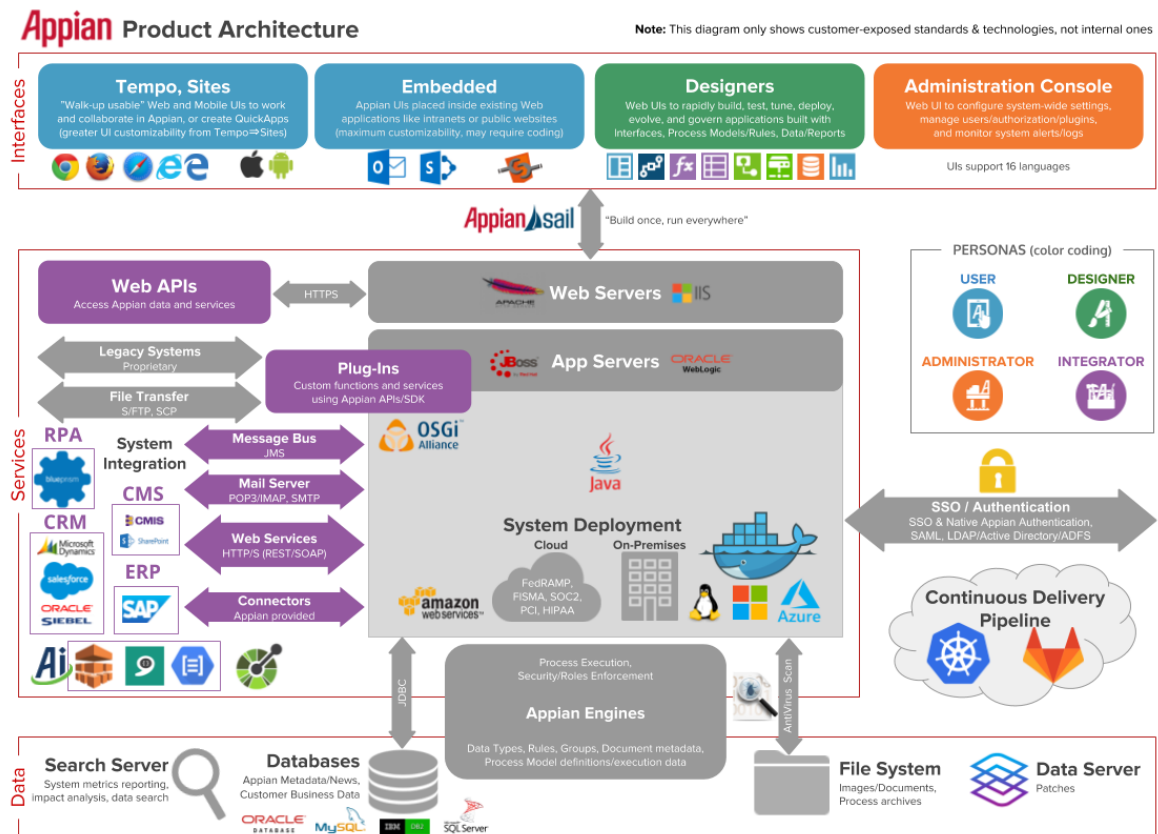 Appian Product Architecture
Note: This diagram only shows customer-exposed standards & technologies, not internal ones
Interfaces
Tempo, Sites
"Walk-up usable" Web and Mobile UIs to work
and collaborate in Appian, or create QuickApps
(greater UI customizability from Tempo⇒Sites)
Embedded
Appian UIs placed inside existing Web
applications like intranets or public websites
(maximum customizability, may require coding)
Designers
Web UIs to rapidly build, test, tune, deploy,
evolve, and govern applications built with
Interfaces, Process Models/Rules, Data/Reports
Administration Console
Web UI to configure system-wide settings,
manage users/authorization/plugins,
and monitor system alerts/logs
UIs support 16 languages
Appian sail
"Build once, run everywhere"
Services
Web APIs
Access Appian data and services
HTTPS
APACHE
Web Servers
IIS
Legacy Systems
Proprietary
File Transfer
S/FTP, SCP
Plug-Ins
Custom functions and services
using Appian APIs/SDK
JBoss
by Red Hat
App Servers
ORACLE
WebLogic
PERSONAS (color coding)
USER
DESIGNER
ADMINISTRATOR
INTEGRATOR
RPA
blueprism
System
Integration
Message Bus
JMS
Mail Server
POP3/IMAP, SMTP
Web Services
HTTP/S (REST/SOAP)
Connectors
Appian provided
CMS
CMIS
SharePoint
CRM
Microsoft
Dynamics
salesforce
ORACLE
SIEBEL
ERP
SAP
Ai
OSGi
Alliance
Java
System Deployment
Cloud
FedRAMP,
FISMA, SOC2,
PCI, HIPAA
On-Premises
amazon
webservices™
Azure
SSO / Authentication
SSO & Native Appian Authentication,
SAML, LDAP/Active Directory/ADFS
Continuous Delivery
Pipeline
JDBC
Process Execution,
Security/Roles Enforcement
Appian Engines
Data Types, Rules, Groups, Document metadata,
Process Model definitions/execution data
AntiVirus Scan
Data
Search Server
System metrics reporting,
impact analysis, data search
Databases
Appian Metadata/News,
Customer Business Data
ORACLE
DATABASE
MySQL
IBM DB2
SQL Server
File System
Images/Documents,
Process archives
Data Server
Patches